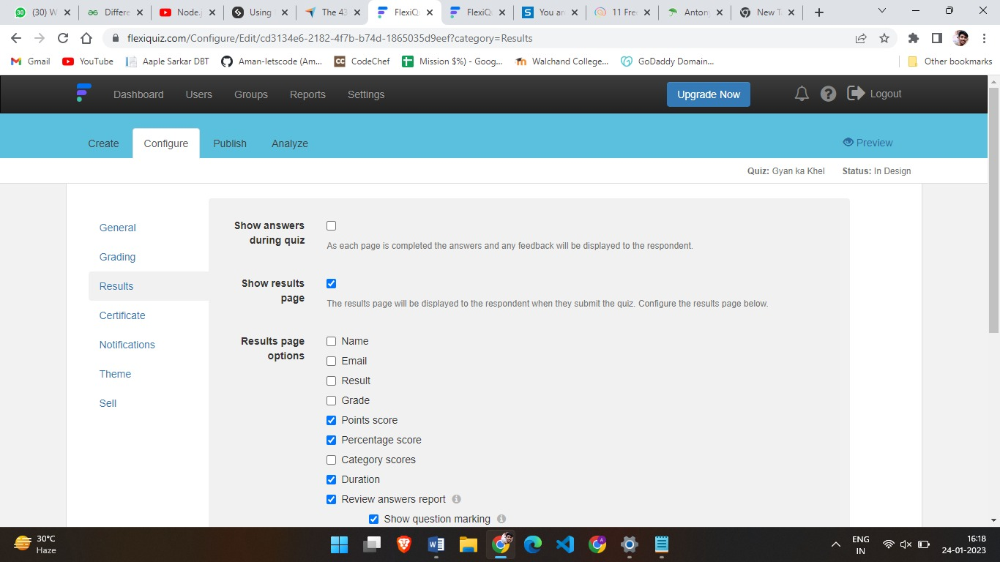 (30) W
Differe
Node.j
Using
The 43
FlexiQ
FlexiQ
You ar
11 Fre
Anton
New T
flexiquiz.com/Configure/Edit/cd3134e6-2182-4f7b-b74d-1865035d9eef?category=Results
Gmail
YouTube
Aaple Sarkar DBT
Aman-letscode (Am...
CodeChef
Mission $%) - Goog...
Walchand College...
GoDaddy Domain...
Other bookmarks
Dashboard
Users
Groups
Reports
Settings
Upgrade Now
Logout
Create
Configure
Publish
Analyze
Preview
Quiz: Gyan ka Khel
Status: In Design
General
Grading
Results
Certificate
Notifications
Theme
Sell
Show answers
during quiz
As each page is completed the answers and any feedback will be displayed to the respondent.
Show results
page
The results page will be displayed to the respondent when they submit the quiz. Configure the results page below.
Results page
options
Name
Email
Result
Grade
Points score
Percentage score
Category scores
Duration
Review answers report
Show question marking
30°C
Haze
ENG
IN
16:18
24-01-2023